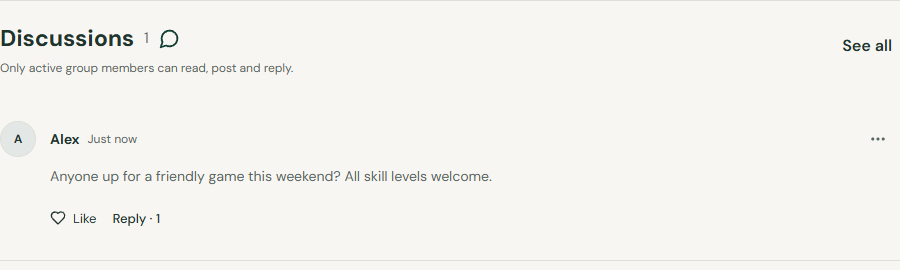 Discussions 1
See all
Only active group members can read, post and reply.
A
Alex Just now
Anyone up for a friendly game this weekend? All skill levels welcome.
Like Reply · 1